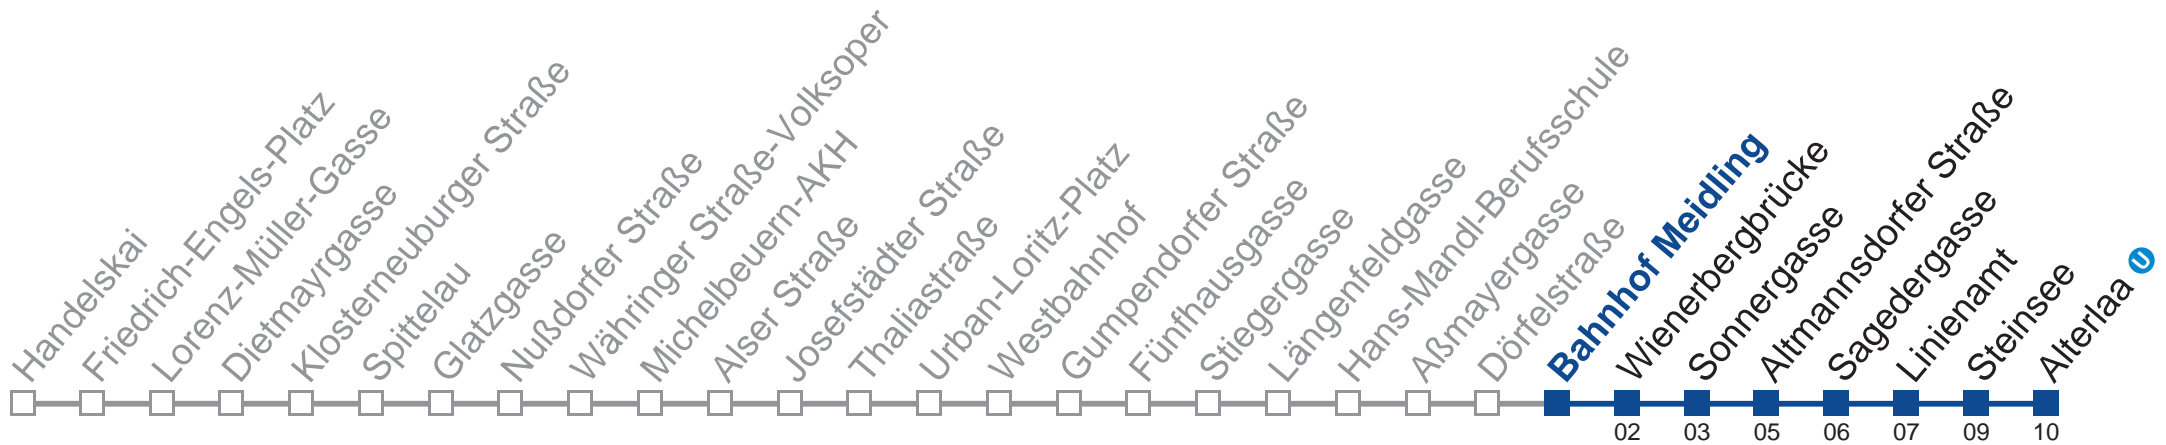 Handelskai
Friedrich-Engels-Platz
Lorenz-Müller-Gasse
Dietmayrgasse
Klosterneuburger Straße
Spittelau
Glatzgasse
Nußdorfer Straße
Währinger Straße-Volksoper
Michelbeuern-AKH
Alser Straße
Josefstädter Straße
Thaliastraße
Urban-Loritz-Platz
Westbahnhof
Gumpendorfer Straße
Fünfhausgasse
Stiegergasse
Längenfeldgasse
Hans-Mandl-Berufsschule
Aßmayergasse
Dörfelstraße
Bahnhof Meidling
Wienerbergbrücke
Sonnergasse
Altmannsdorfer Straße
Sagedergasse
Linienamt
Steinsee
Alterlaa U
02 03 05 06 07 09 10